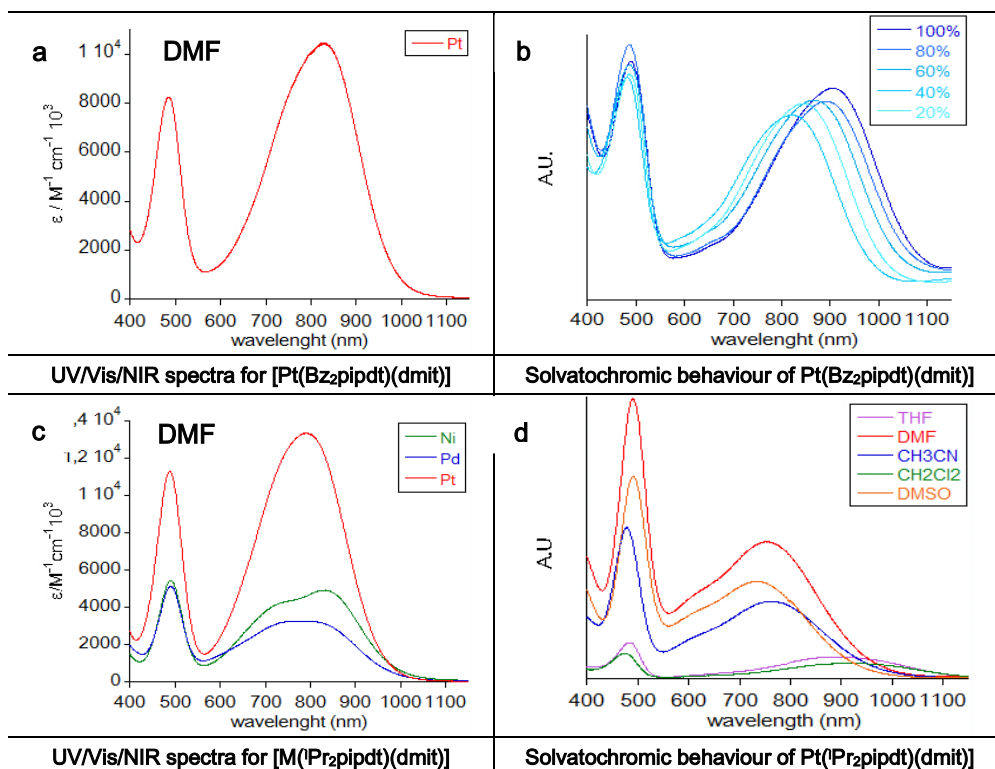 a
DMF
Pt
1 10⁴
8000
6000
4000
2000
0
ε / M⁻¹ cm⁻¹ 10³
400 500 600 700 800 900 1000 1100
wavelenght (nm)
b
100%
80%
60%
40%
20%
A.U.
400 500 600 700 800 900 1000 1100
wavelenght (nm)
UV/Vis/NIR spectra for [Pt(Bz₂pipdt)(dmit)]
Solvatochromic behaviour of Pt(Bz₂pipdt)(dmit)]
c
DMF
Ni
Pd
Pt
,4 10⁴
1,2 10⁴
1 10⁴
8000
6000
4000
2000
0
ε/M⁻¹cm⁻¹10³
400 500 600 700 800 900 1000 1100
wavelenght (nm)
d
THF
DMF
CH3CN
CH2Cl2
DMSO
A.U
400 500 600 700 800 900 1000 1100
wavelength (nm)
UV/Vis/NIR spectra for [M(ⁱPr₂pipdt)(dmit)]
Solvatochromic behaviour of Pt(ⁱPr₂pipdt)(dmit)]